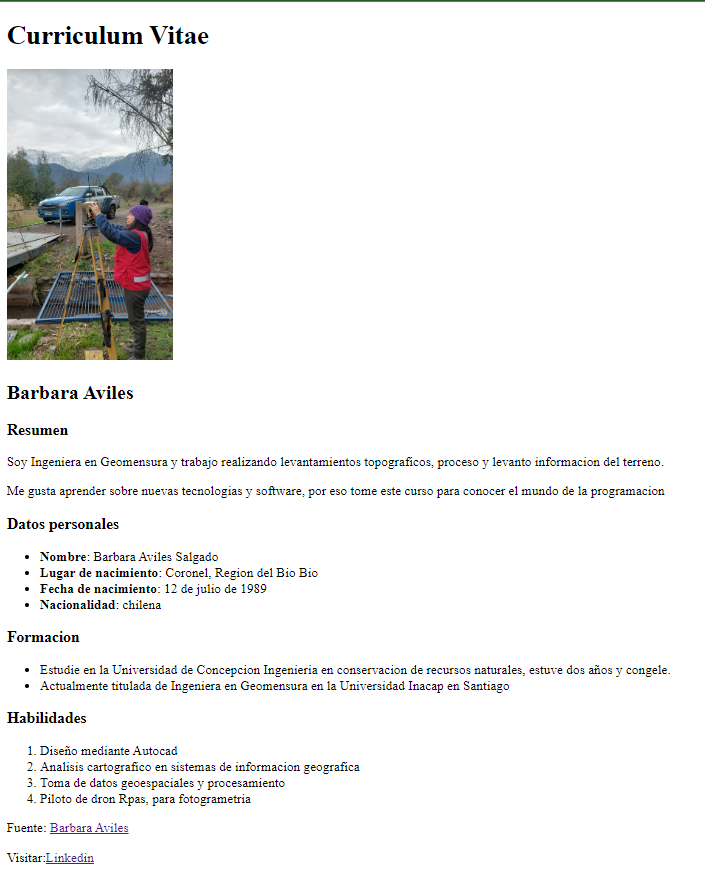 Curriculum Vitae
Barbara Aviles
Resumen
Soy Ingeniera en Geomensura y trabajo realizando levantamientos topograficos, proceso y levanto informacion del terreno.
Me gusta aprender sobre nuevas tecnologias y software, por eso tome este curso para conocer el mundo de la programacion
Datos personales
• Nombre: Barbara Aviles Salgado
• Lugar de nacimiento: Coronel, Region del Bio Bio
• Fecha de nacimiento: 12 de julio de 1989
• Nacionalidad: chilena
Formacion
• Estudie en la Universidad de Concepcion Ingenieria en conservacion de recursos naturales, estuve dos años y congele.
• Actualmente titulada de Ingeniera en Geomensura en la Universidad Inacap en Santiago
Habilidades
1. Diseño mediante Autocad
2. Analisis cartografico en sistemas de informacion geografica
3. Toma de datos geoespaciales y procesamiento
4. Piloto de dron Rpas, para fotogrametria
Fuente: Barbara Aviles
Visitar:Linkedin